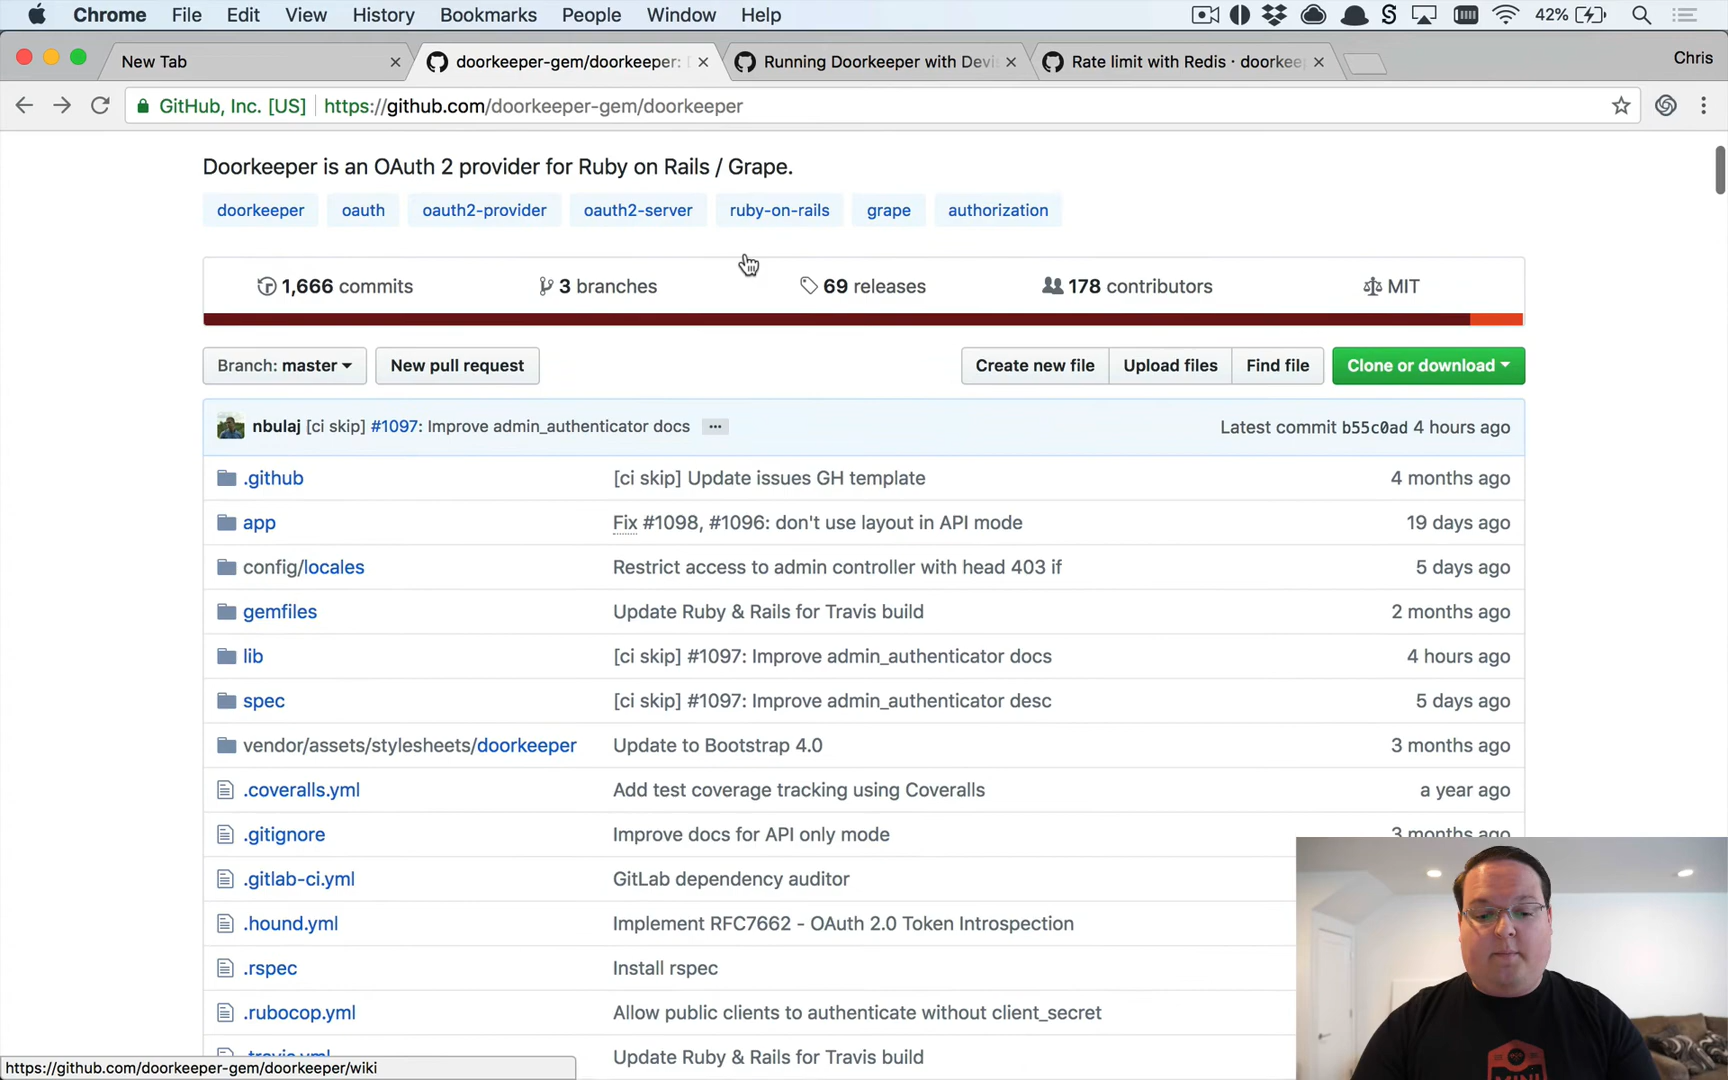 Chrome File Edit View History Bookmarks People Window Help 42%
New Tab
doorkeeper-gem/doorkeeper:
Running Doorkeeper with Devi
Rate limit with Redis · doorkee
Chris
GitHub, Inc. [US] https://github.com/doorkeeper-gem/doorkeeper
Doorkeeper is an OAuth 2 provider for Ruby on Rails / Grape.
doorkeeper oauth oauth2-provider oauth2-server ruby-on-rails grape authorization
1,666 commits 3 branches 69 releases 178 contributors MIT
Branch: master New pull request Create new file Upload files Find file Clone or download
nbulaj [ci skip] #1097: Improve admin_authenticator docs ... Latest commit b55c0ad 4 hours ago
.github [ci skip] Update issues GH template 4 months ago
app Fix #1098, #1096: don't use layout in API mode 19 days ago
config/locales Restrict access to admin controller with head 403 if 5 days ago
gemfiles Update Ruby & Rails for Travis build 2 months ago
lib [ci skip] #1097: Improve admin_authenticator docs 4 hours ago
spec [ci skip] #1097: Improve admin_authenticator desc 5 days ago
vendor/assets/stylesheets/doorkeeper Update to Bootstrap 4.0 3 months ago
.coveralls.yml Add test coverage tracking using Coveralls a year ago
.gitignore Improve docs for API only mode 3 months ago
.gitlab-ci.yml GitLab dependency auditor
.hound.yml Implement RFC7662 - OAuth 2.0 Token Introspection
.rspec Install rspec
.rubocop.yml Allow public clients to authenticate without client_secret
.travis.yml Update Ruby & Rails for Travis build
https://github.com/doorkeeper-gem/doorkeeper/wiki